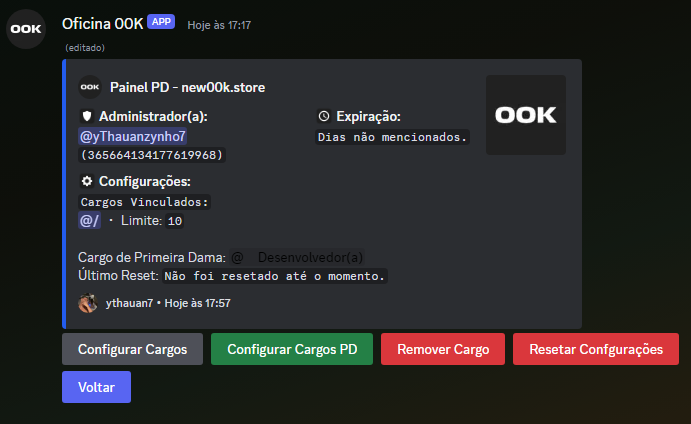 OOK
Oficina 00K APP Hoje às 17:17
(editado)
OOK Painel PD - new00k.store
OOK
Administrador(a):
@yThauanzynho7
(365664134177619968)
Expiração:
Dias não mencionados.
Configurações:
Cargos Vinculados:
@/ · Limite: 10
Cargo de Primeira Dama: @ Desenvolvedor(a)
Último Reset: Não foi resetado até o momento.
ythauan7 • Hoje às 17:57
Configurar Cargos
Configurar Cargos PD
Remover Cargo
Resetar Confgurações
Voltar